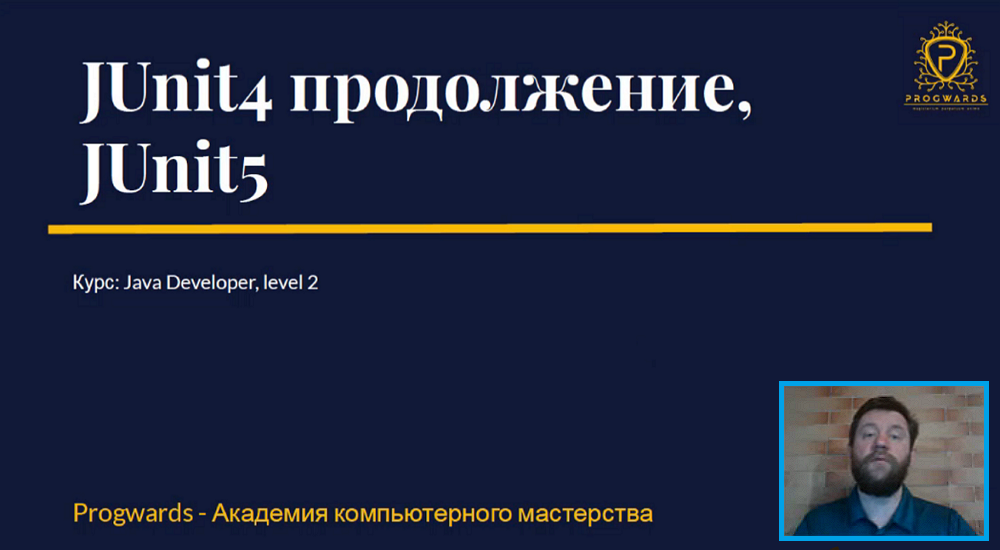 JUnit4 продолжение,
JUnit5
P
PROGWARDS
Курс: Java Developer, level 2
Progwards - Академия компьютерного мастерства